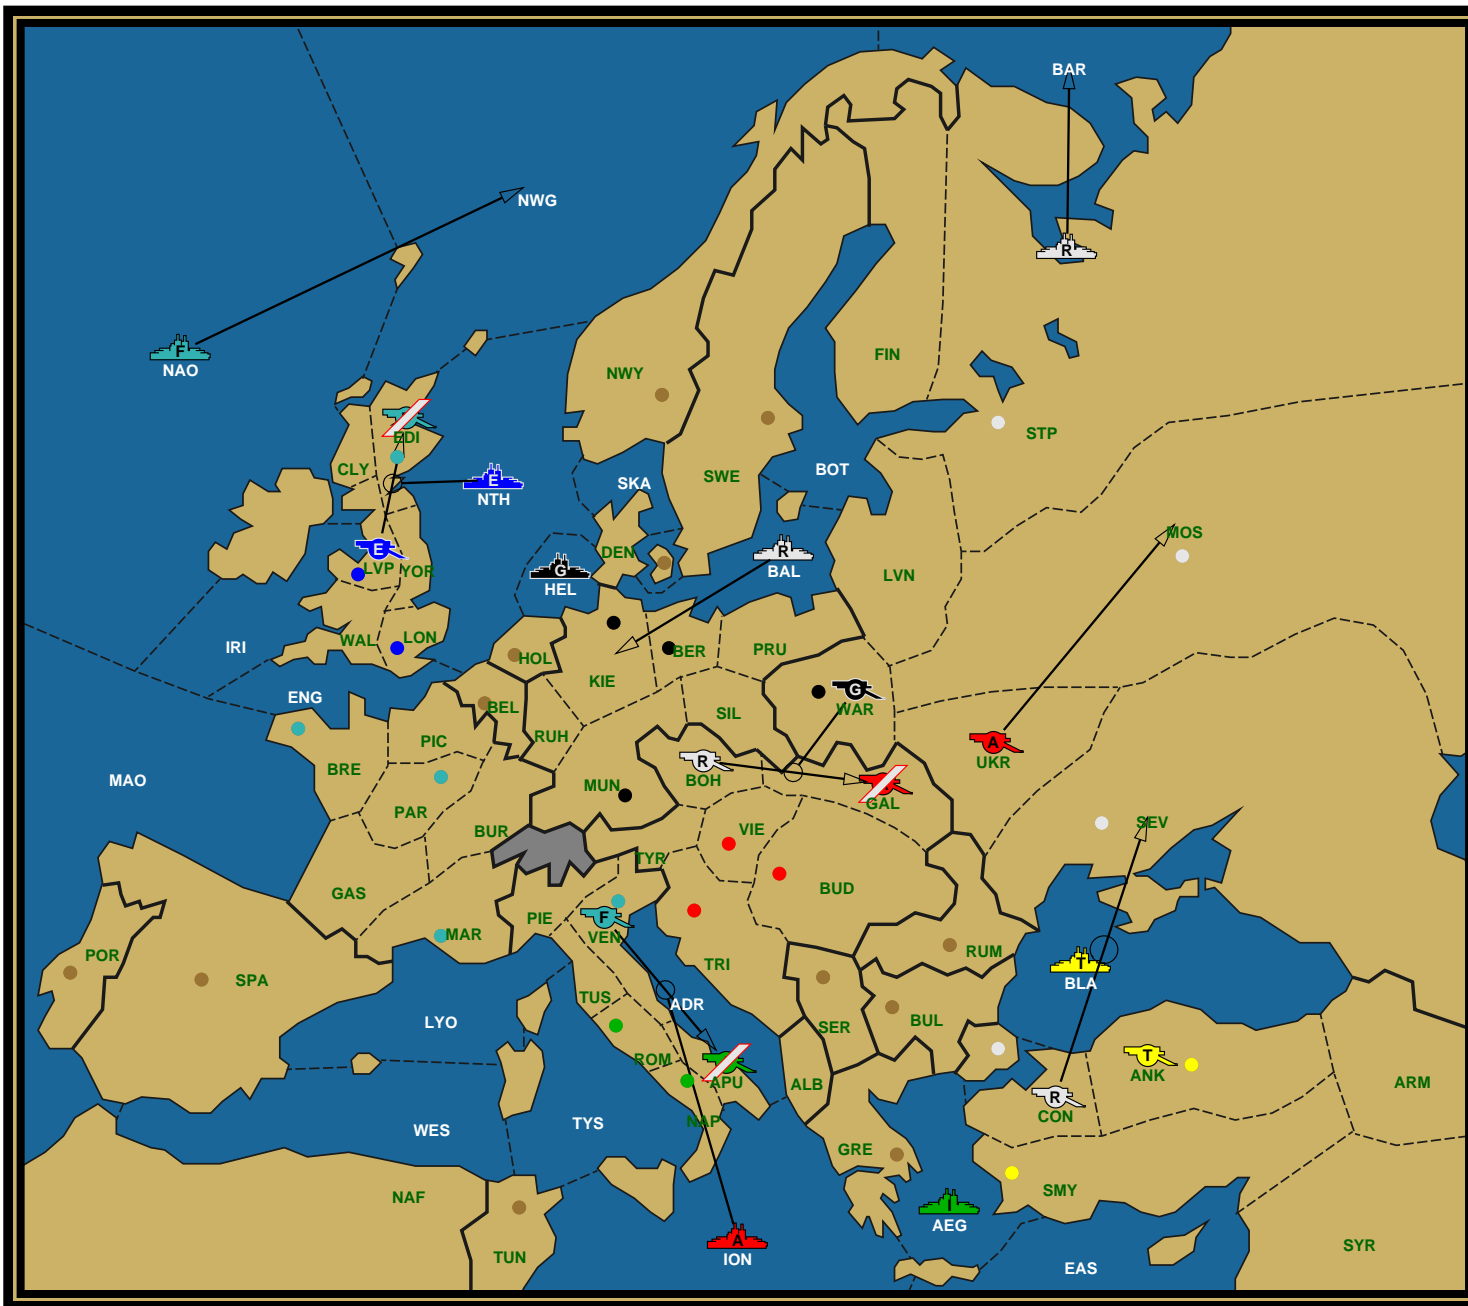 BAR
R
NWG
F
NAO
NWY
FIN
EDI
STP
CLY
SKA
BOT
SWE
E
NTH
MOS
E
LVP
YOR
G
HEL
DEN
R
BAL
LVN
IRI
WAL
LON
HOL
BER
PRU
ENG
KIE
G
WAR
BEL
SIL
PIC
RUH
A
UKR
MAO
BRE
R
BOH
MUN
GAL
PAR
BUR
VIE
SEV
TYR
GAS
BUD
F
VEN
PIE
MAR
POR
SPA
TRI
RUM
T
BLA
TUS
ADR
LYO
SER
BUL
ROM
APU
ALB
T
ANK
ARM
R
CON
WES
TYS
NAP
GRE
NAF
SMY
I
AEG
TUN
A
ION
EAS
SYR